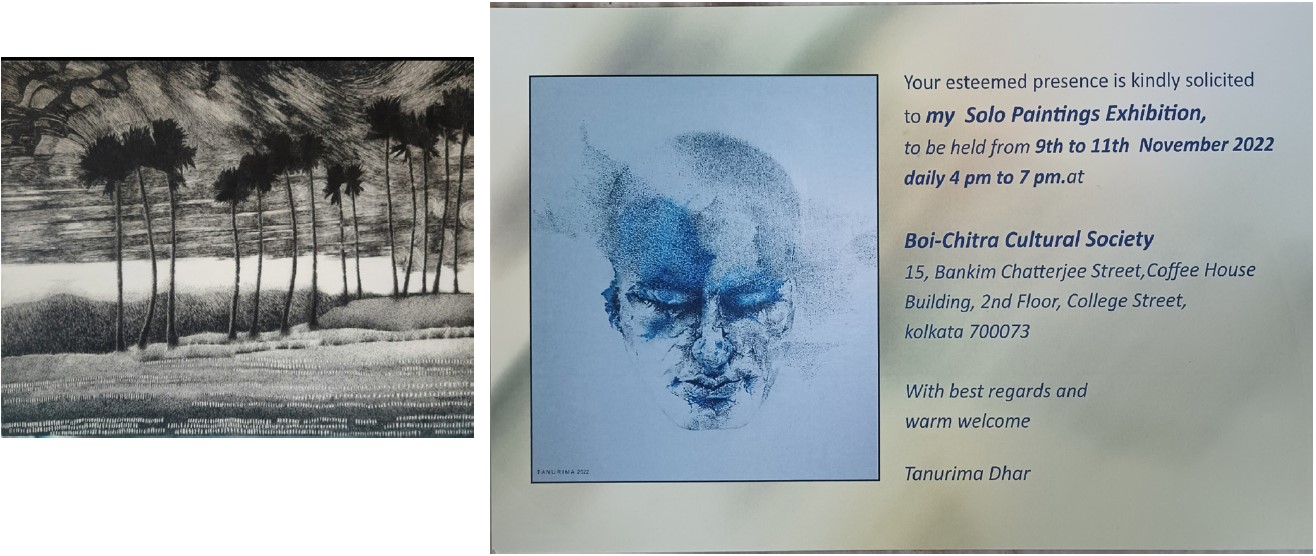 Your esteemed presence is kindly solicited
to my Solo Paintings Exhibition,
to be held from 9th to 11th November 2022
daily 4 pm to 7 pm.at
Boi-Chitra Cultural Society
15, Bankim Chatterjee Street,Coffee House
Building, 2nd Floor, College Street,
kolkata 700073
With best regards and
warm welcome
Tanurima Dhar
TANURIMA 2022